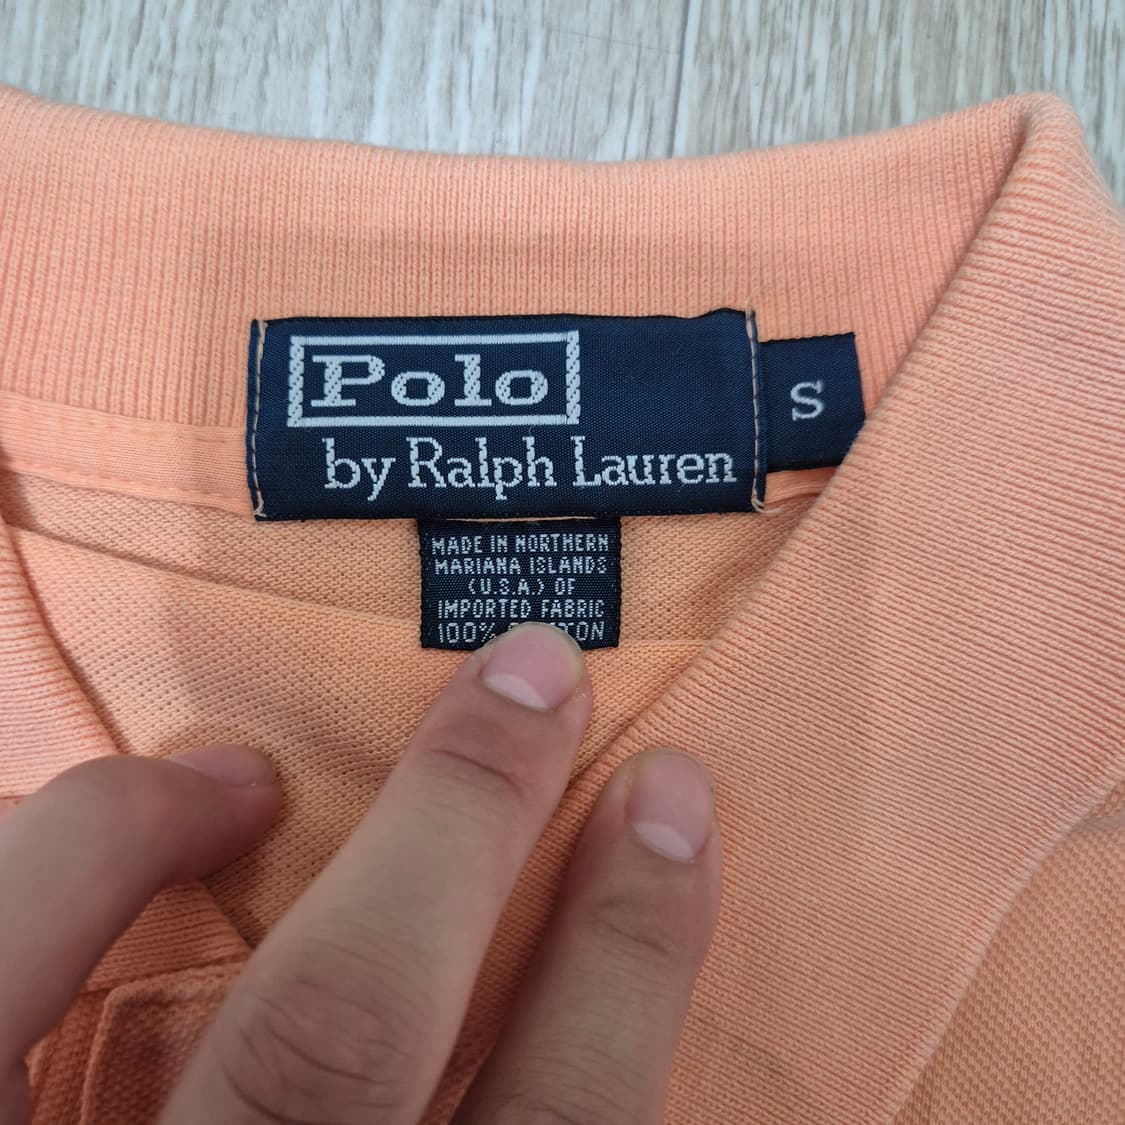 Polo
by Ralph Lauren
S
MADE IN NORTHERN
MARIANA ISLANDS
(U.S.A.) OF
IMPORTED FABRIC
100%